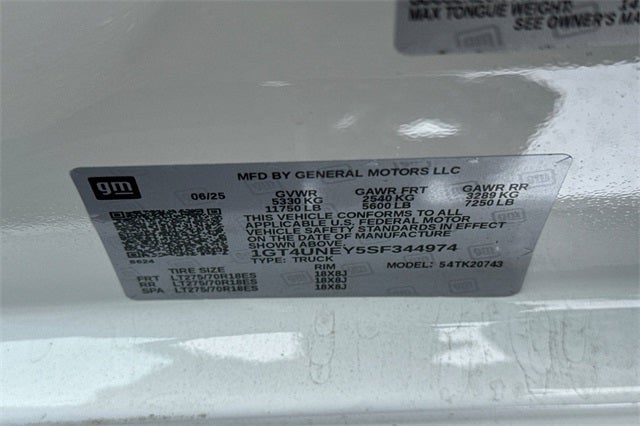 MAX TONGUE WEIGHT:
SEE OWNER'S MA
gm
MFD BY GENERAL MOTORS LLC
06/25 GVWR GAWR FRT GAWR RR
5330 KG 2540 KG 3289 KG
11750 LB 5600 LB 7250 LB
THIS VEHICLE CONFORMS TO ALL
APPLICABLE U.S. FEDERAL MOTOR
VEHICLE SAFETY STANDARDS IN EFFECT
ON THE DATE OF MANUFACTURE
SHOWN ABOVE.
1GT4UNEY5SF344974
TYPE: TRUCK MODEL: 54TK20743
S624
TIRE SIZE RIM
FRT LT275/70R18ES 18X8J
RR LT275/70R18ES 18X8J
SPA LT275/70R18ES 18X8J